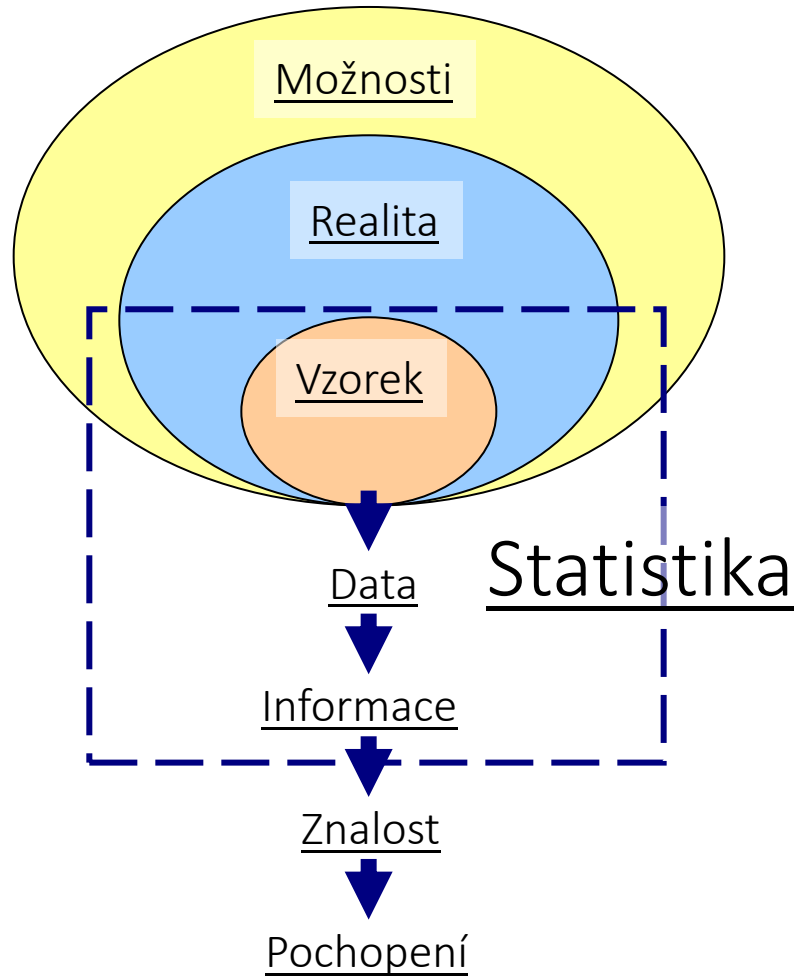 Možnosti
Realita
Vzorek
Statistika
Data
Informace
Znalost
Pochopení